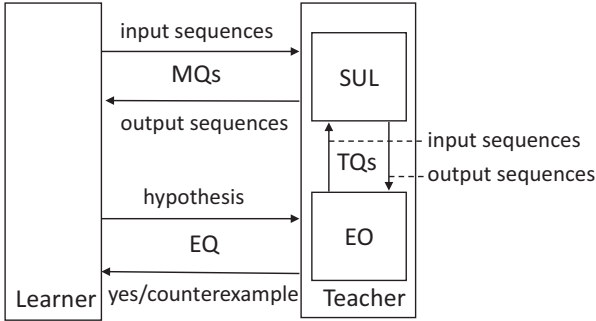 input sequences
MQs
SUL
output sequences
input sequences
TQs
output sequences
hypothesis
EQ
EO
yes/counterexample
Learner
Teacher